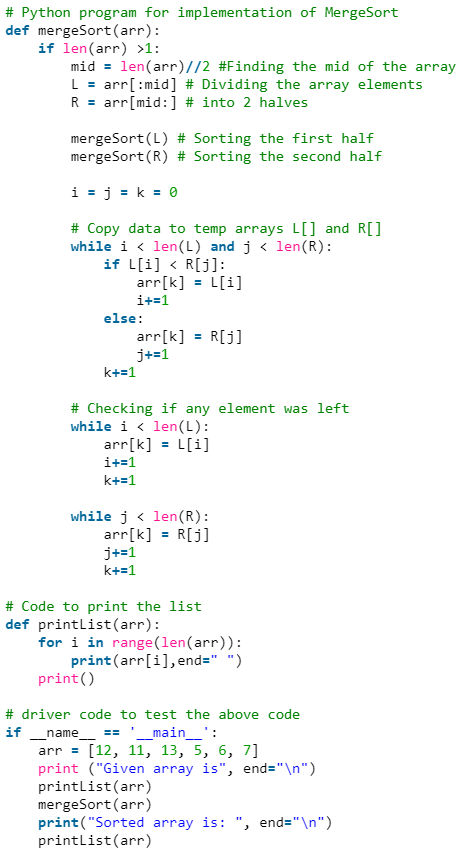 # Python program for implementation of MergeSort
def mergeSort(arr):
    if len(arr) >1:
        mid = len(arr)//2 #Finding the mid of the array
        L = arr[:mid] # Dividing the array elements
        R = arr[mid:] # into 2 halves

        mergeSort(L) # Sorting the first half
        mergeSort(R) # Sorting the second half

        i = j = k = 0

        # Copy data to temp arrays L[] and R[]
        while i < len(L) and j < len(R):
            if L[i] < R[j]:
                arr[k] = L[i]
                i+=1
            else:
                arr[k] = R[j]
                j+=1
            k+=1

        # Checking if any element was left
        while i < len(L):
            arr[k] = L[i]
            i+=1
            k+=1

        while j < len(R):
            arr[k] = R[j]
            j+=1
            k+=1

# Code to print the list
def printList(arr):
    for i in range(len(arr)):
        print(arr[i],end=" ")
    print()

# driver code to test the above code
if __name__ == '__main__':
    arr = [12, 11, 13, 5, 6, 7]
    print ("Given array is", end="\n")
    printList(arr)
    mergeSort(arr)
    print("Sorted array is: ", end="\n")
    printList(arr)